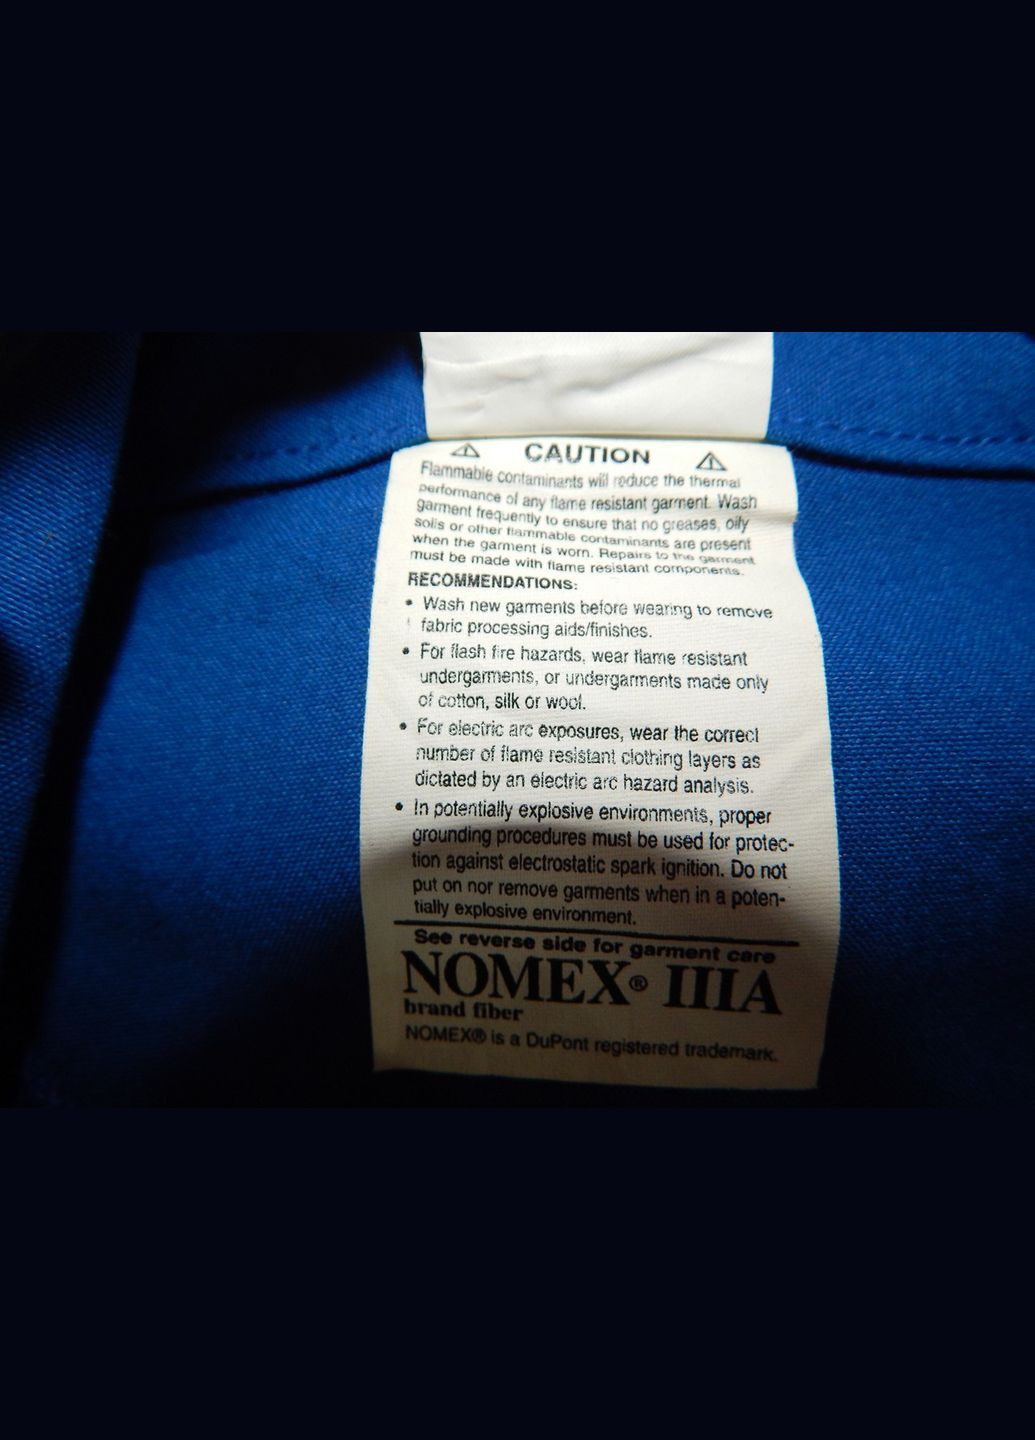 CAUTION
Flammable contaminants will reduce the thermal
performance of any flame resistant garment. Wash
garment frequently to ensure that no greases, oily
soils or other flammable contaminants are present
when the garment is worn. Repairs to the garment
must be made with flame resistant components.
RECOMMENDATIONS:
• Wash new garments before wearing to remove
fabric processing aids/finishes.
• For flash fire hazards, wear flame resistant
undergarments, or undergarments made only
of cotton, silk or wool.
• For electric arc exposures, wear the correct
number of flame resistant clothing layers as
dictated by an electric arc hazard analysis.
• In potentially explosive environments, proper
grounding procedures must be used for protec-
tion against electrostatic spark ignition. Do not
put on nor remove garments when in a poten-
tially explosive environment.
See reverse side for garment care
NOMEX® IIIA
brand fiber
NOMEX® is a DuPont registered trademark.